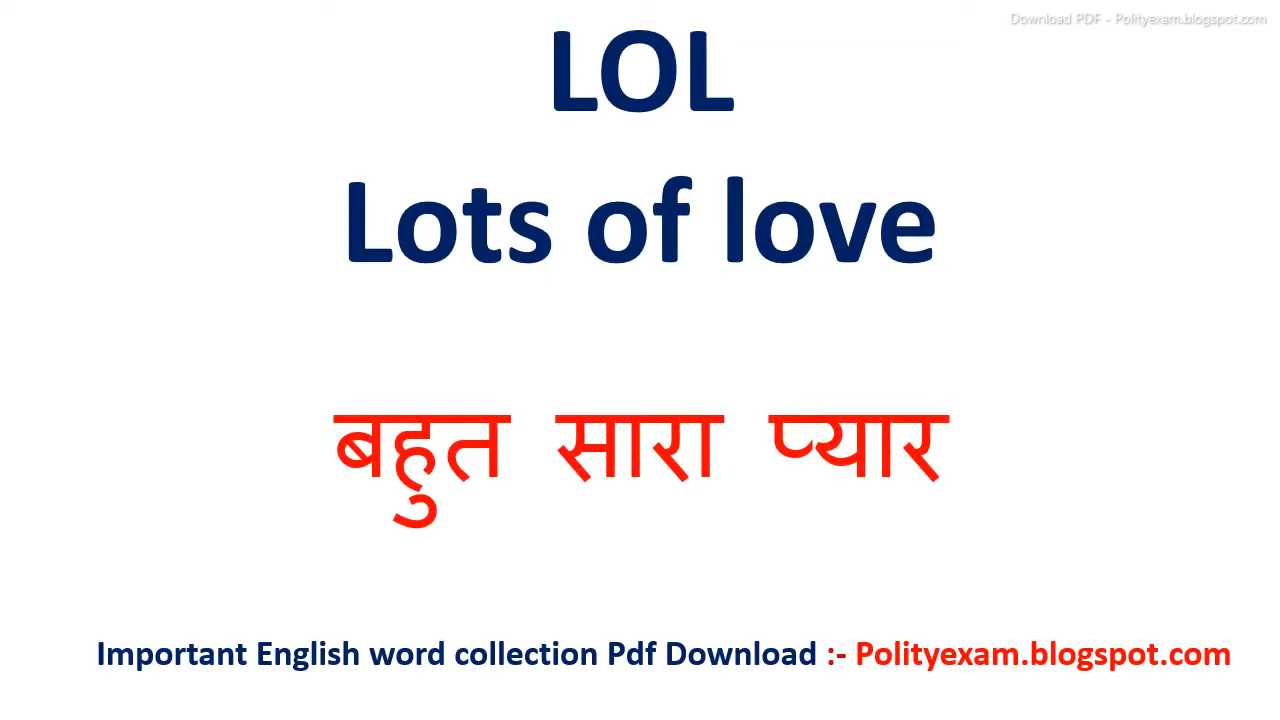 Download PDF - Polityexam.blogspot.com
LOL
Lots of love
बहुत सारा प्यार
Important English word collection Pdf Download :- Polityexam.blogspot.com